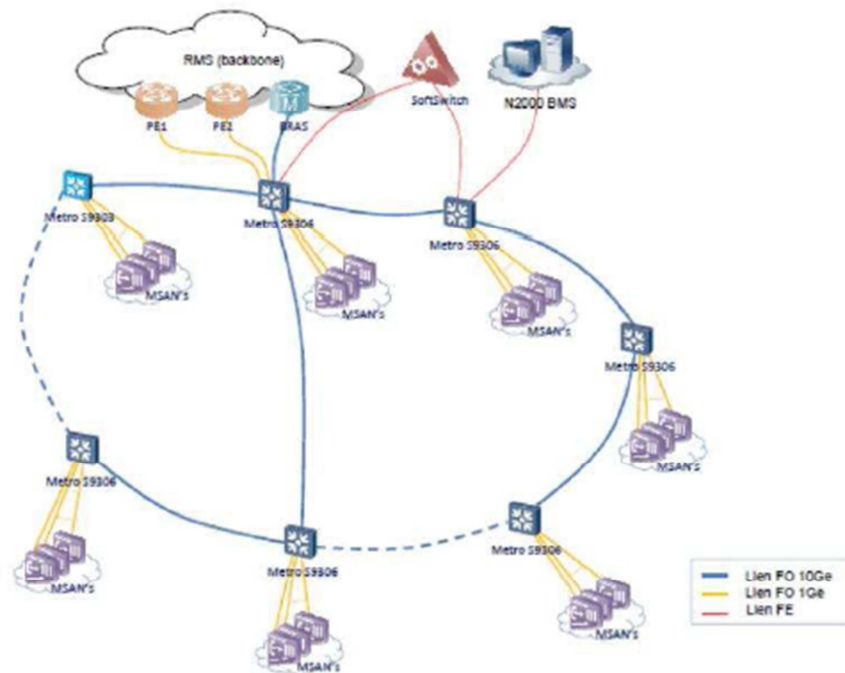 RMS (backbone)
SoftSwitch
N2000 BMS
PE1
PE2
BRAS
Metro S9303
Metro S9306
Metro S9306
MSAN's
MSAN's
MSAN's
Metro S9306
MSAN's
Metro S9306
Metro S9306
Metro S9306
MSAN's
MSAN's
MSAN's
Lien FO 10Ge
Lien FO 1Ge
Lien FE